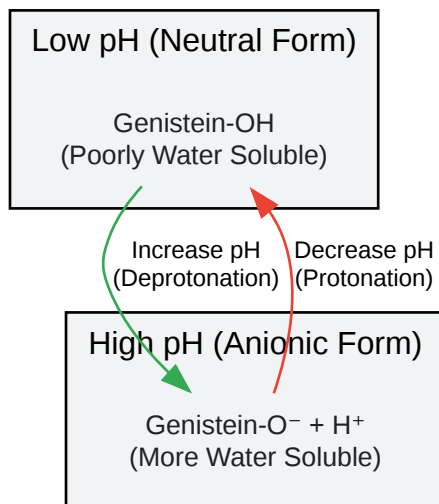 Low pH (Neutral Form)
Genistein-OH
(Poorly Water Soluble)
Increase pH
(Deprotonation)
Decrease pH
(Protonation)
High pH (Anionic Form)
Genistein-O⁻ + H⁺
(More Water Soluble)